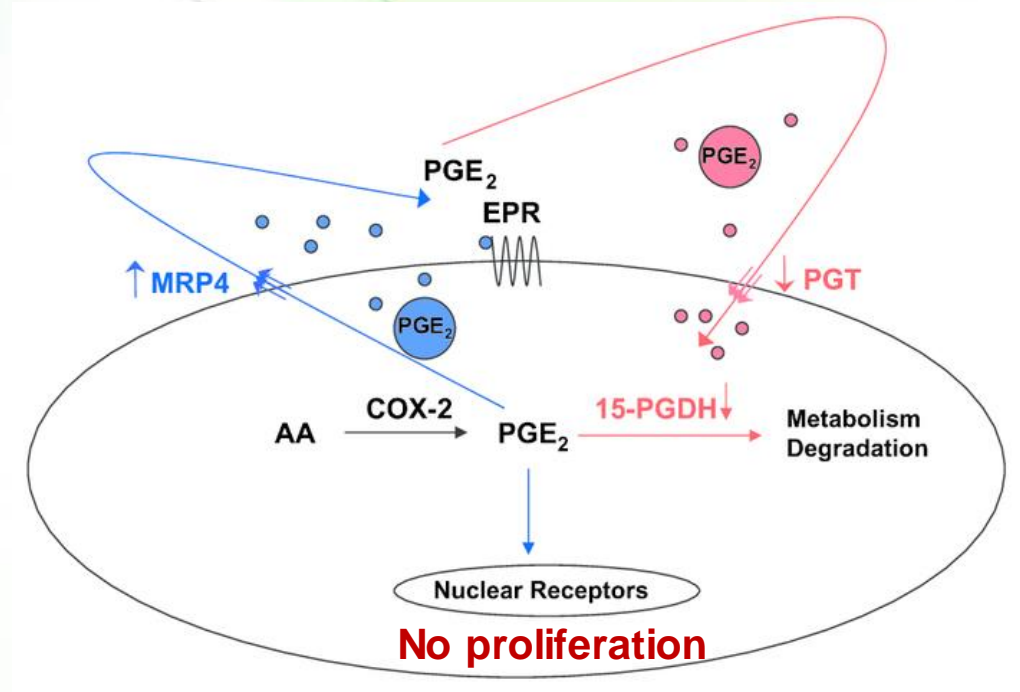 PGE₂
PGE₂
EPR
↑ MRP4
↓ PGT
PGE₂
COX-2
15-PGDH↓
AA
PGE₂
Metabolism
Degradation
Nuclear Receptors
No proliferation